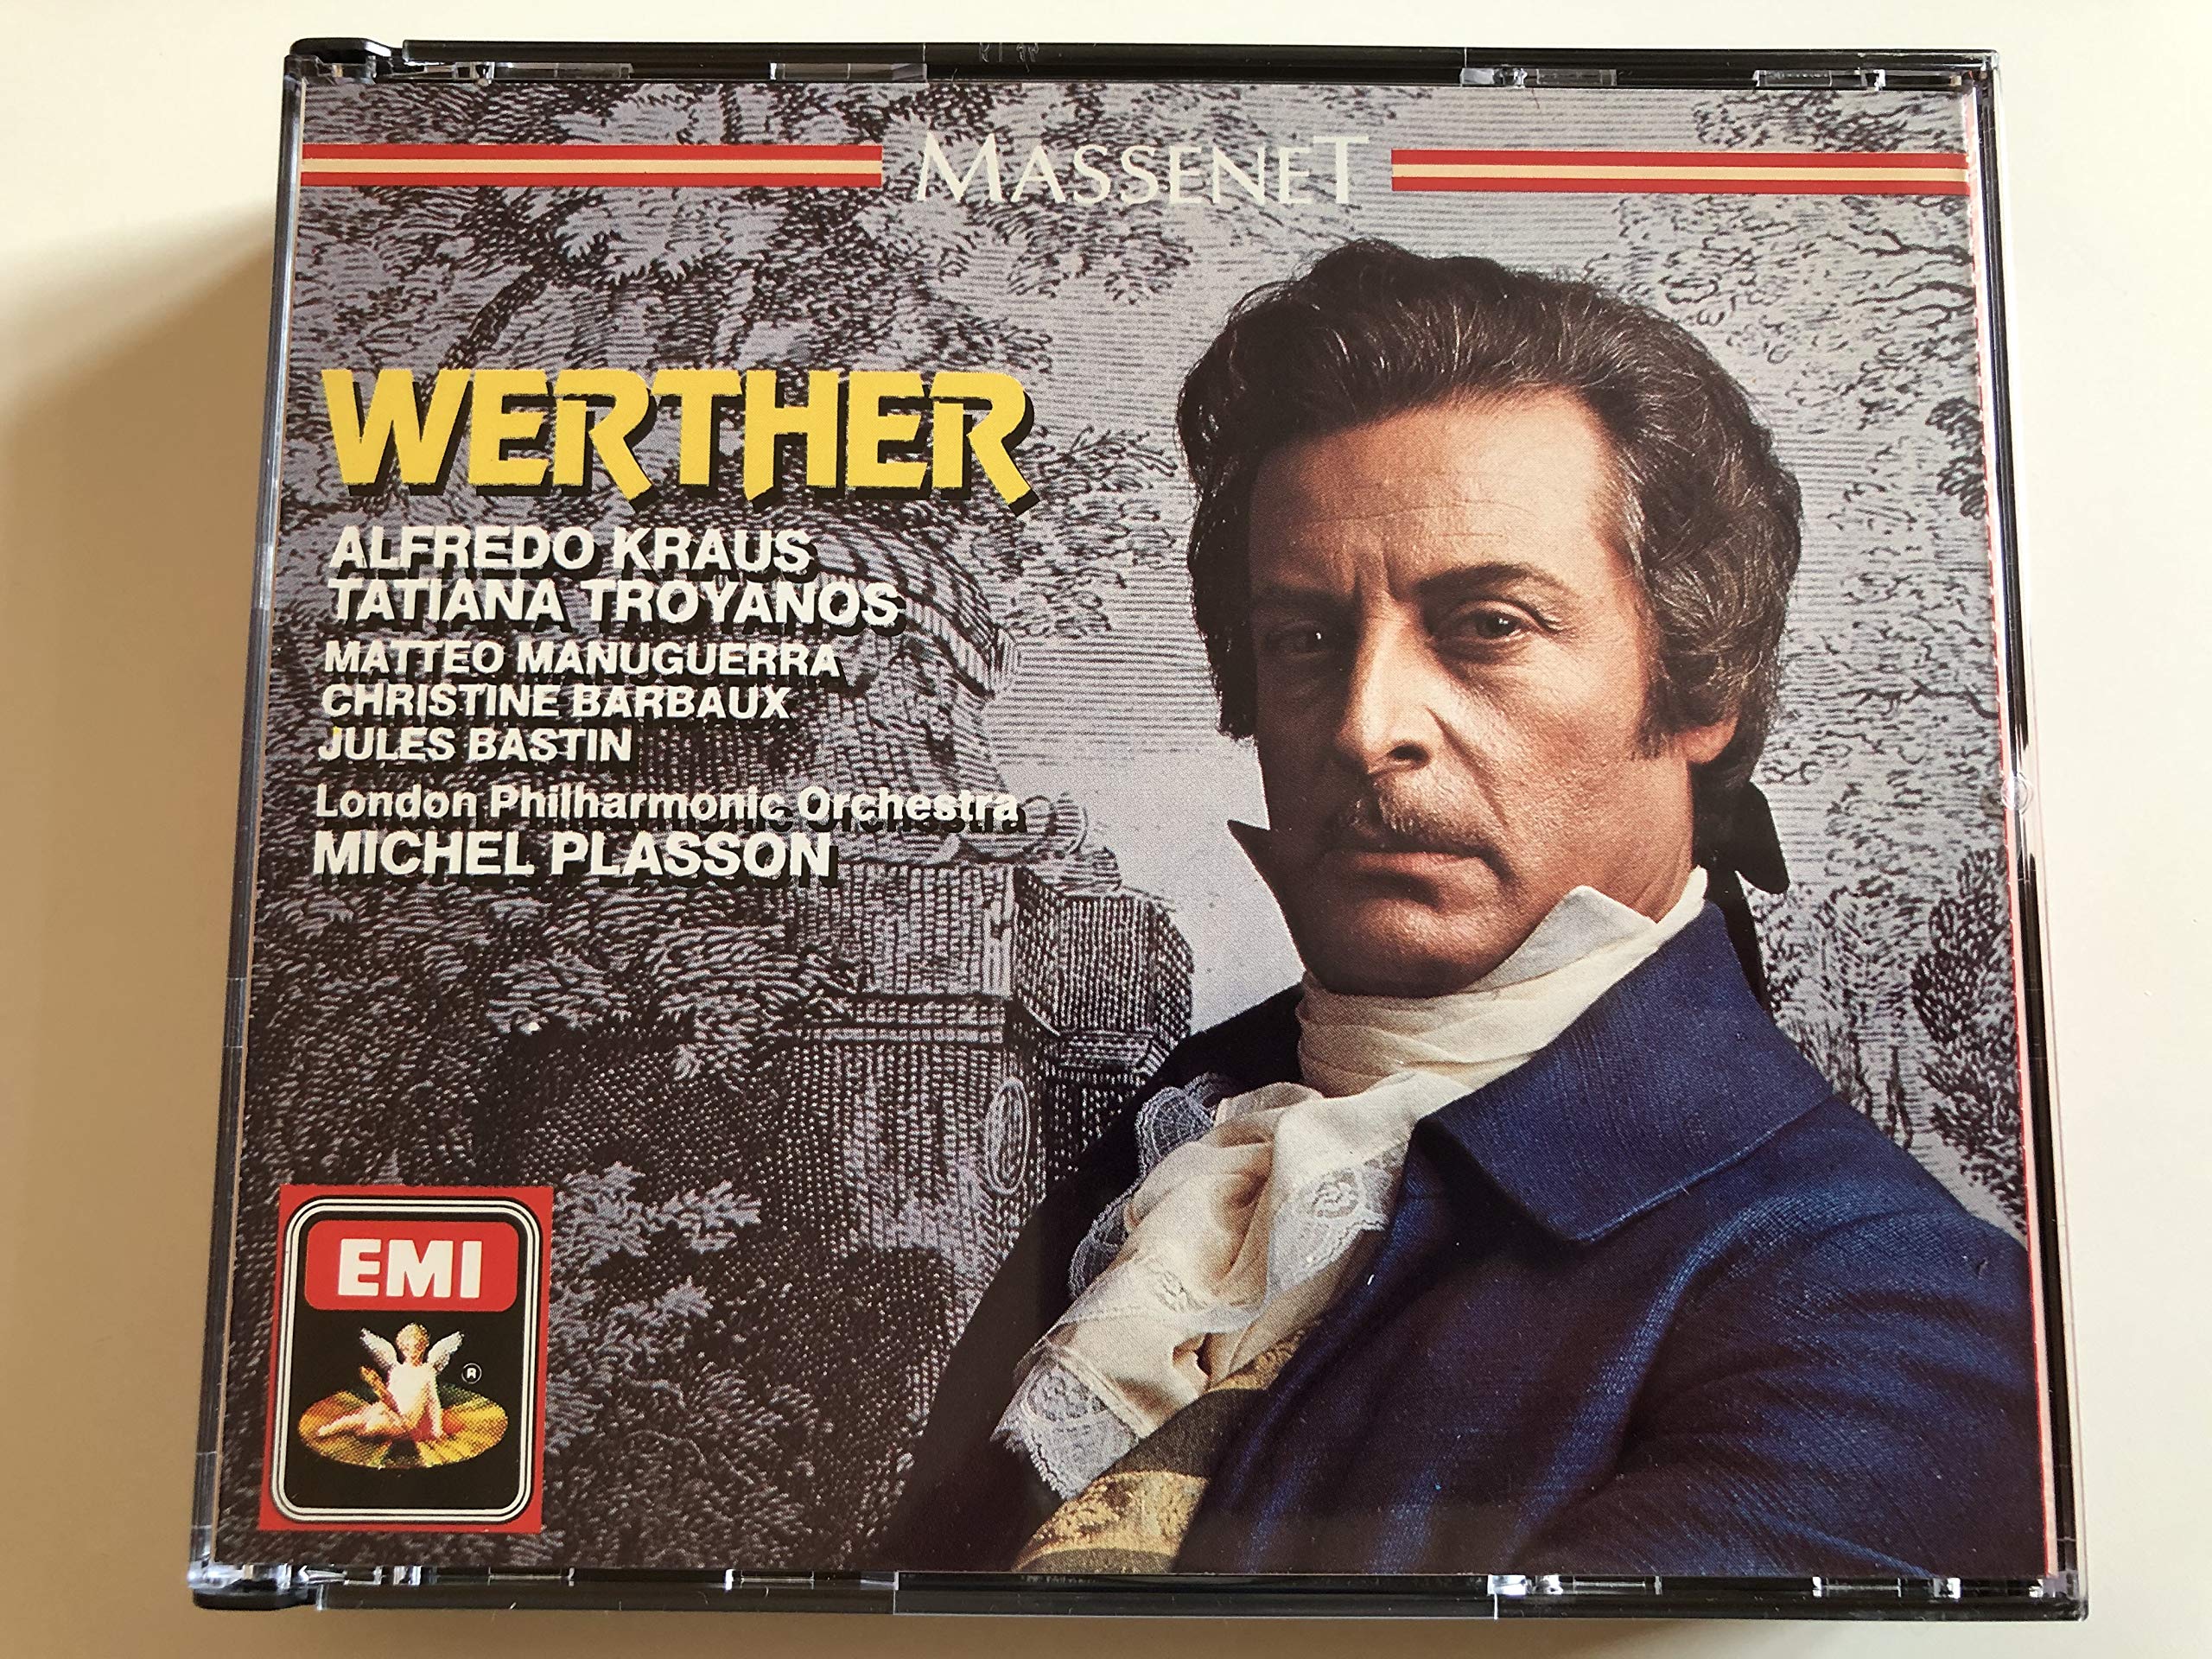 MASSENET
WERTHER
ALFREDO KRAUS
TATIANA TROYANOS
MATTEO MANUGUERRA
CHRISTINE BARBAUX
JULES BASTIN
London Philharmonic Orchestra
MICHEL PLASSON
EMI
®